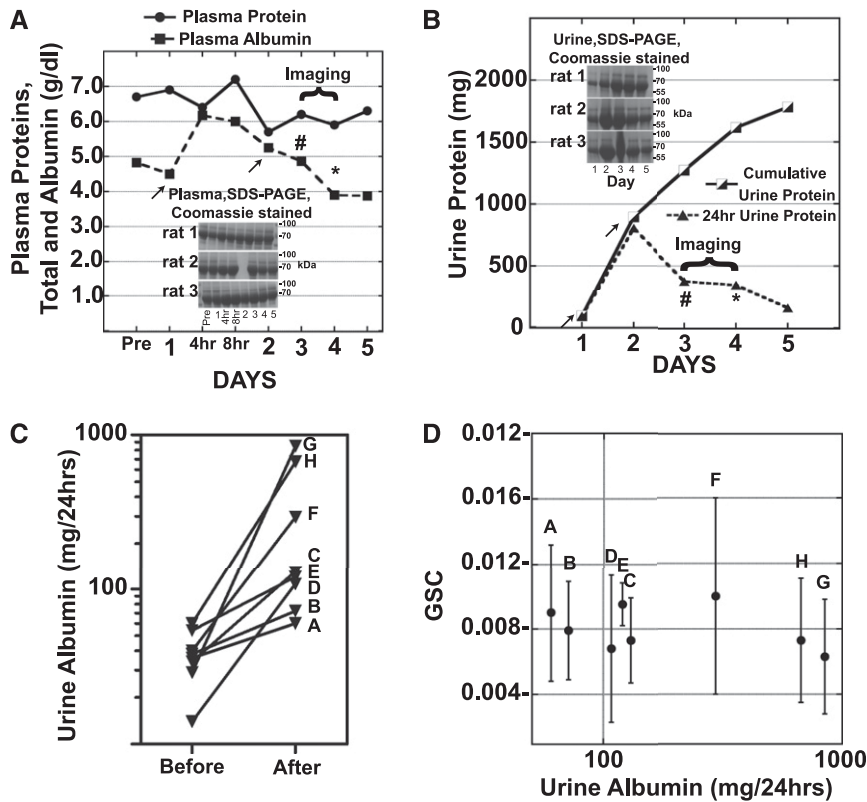 A
Plasma Protein
Plasma Albumin
Plasma Proteins,
Total and Albumin (g/dl)
7.0
6.0
5.0
4.0
3.0
2.0
1.0
Imaging
#
*
Plasma,SDS-PAGE,
Coomassie stained
rat 1
rat 2
rat 3
-100
-70
kDa
-100
-70
-100
-70
Pre
1
4hr
8hr
2
3
4
5
Pre
1
4hr
8hr
2
3
4
5
DAYS
B
Urine Protein (mg)
2000
1500
1000
900
500
0
Urine,SDS-PAGE,
Coomassie stained
rat 1
rat 2
rat 3
-100
-70
-55
-100
-70
kDa
-55
-100
-70
-55
1 2 3 4 5
Day
Cumulative
Urine Protein
24hr Urine Protein
Imaging
#
*
1 2 3 4 5
DAYS
C
Urine Albumin (mg/24hrs)
1000
100
G
H
F
C
E
D
B
A
Before After
D
GSC
0.012-
0.016-
0.012-
0.008-
0.004-
A
B
D
E
C
F
H
G
100 1000
Urine Albumin (mg/24hrs)